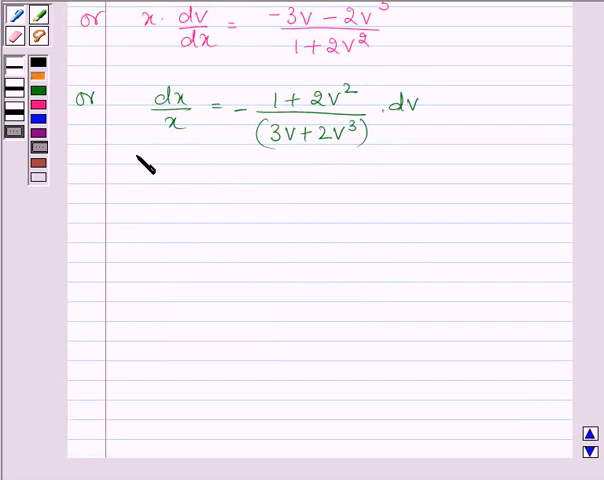 or x · dv/dx = -3v - 2v³ / 1 + 2v²
or dx/x = - 1 + 2v² / (3v + 2v³) · dv